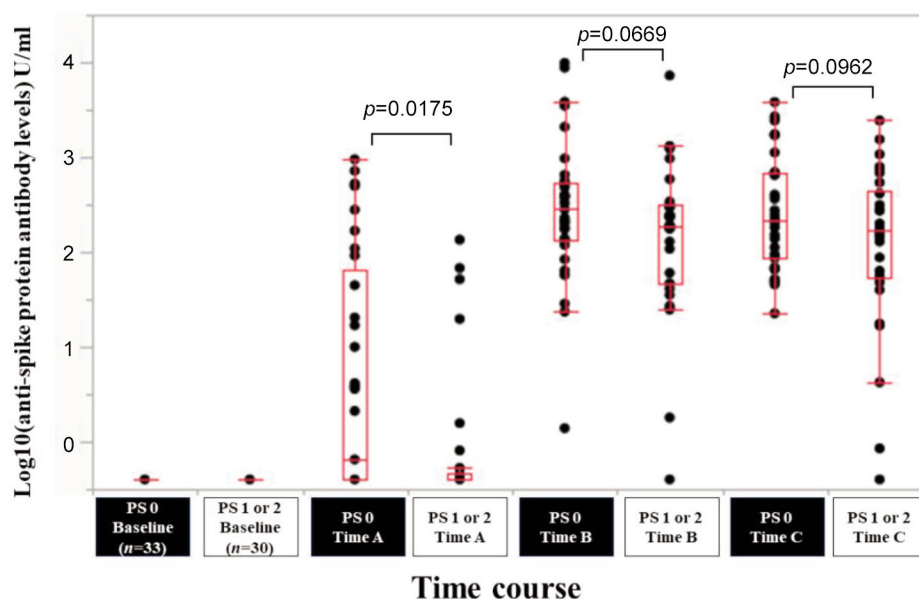 Log10(anti-spike protein antibody levels) U/ml
4
3
2
1
0
p=0.0175
p=0.0669
p=0.0962
PS 0
Baseline
(n=33)
PS 1 or 2
Baseline
(n=30)
PS 0
Time A
PS 1 or 2
Time A
PS 0
Time B
PS 1 or 2
Time B
PS 0
Time C
PS 1 or 2
Time C
Time course